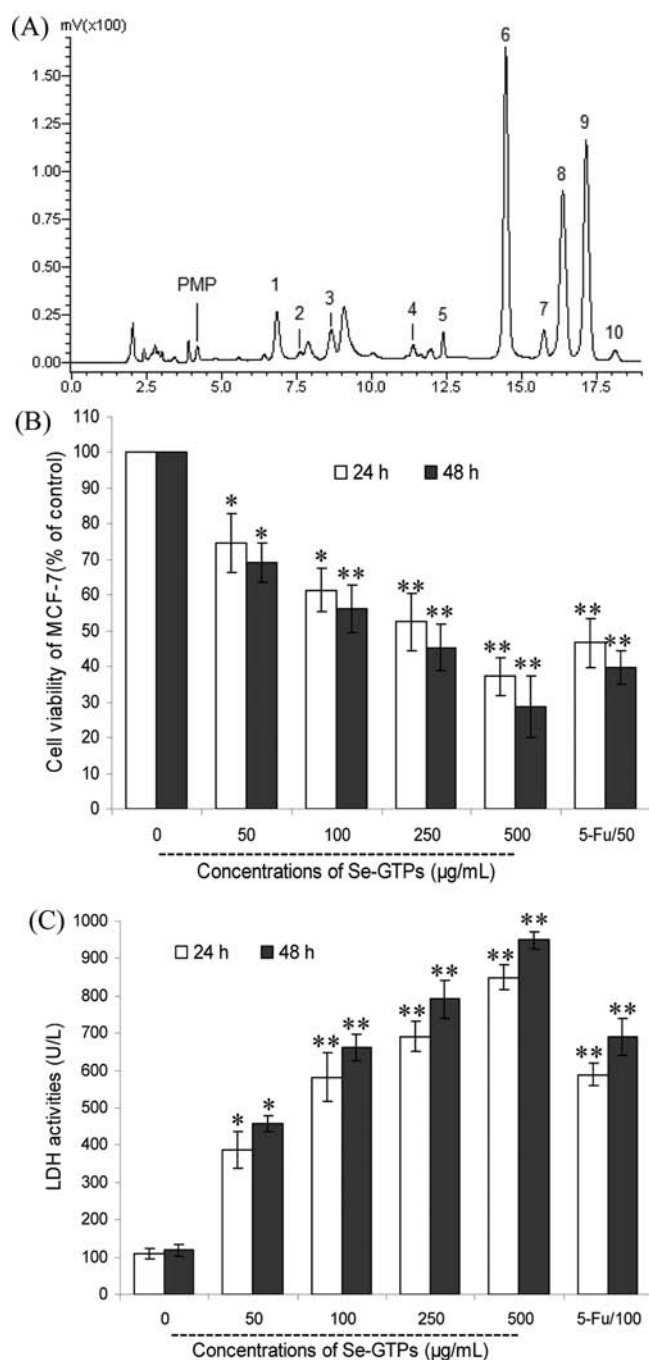 (A)
mV(x100)
1.50
1.25
1.00
0.75
0.50
0.25
0.00
PMP
1
2
3
4
5
6
7
8
9
10
0.0 2.5 5.0 7.5 10.0 12.5 15.0 17.5
(B)
Cell viability of MCF-7(% of control)
110
100
90
80
70
60
50
40
30
20
10
0
24 h 48 h
* * * ** ** ** ** ** ** **
0 50 100 250 500 5-Fu/50
Concentrations of Se-GTPs (µg/mL)
(C)
LDH activities (U/L)
1000
900
800
700
600
500
400
300
200
100
0
24 h 48 h
* * ** ** ** ** ** ** ** **
0 50 100 250 500 5-Fu/100
Concentrations of Se-GTPs (µg/mL)